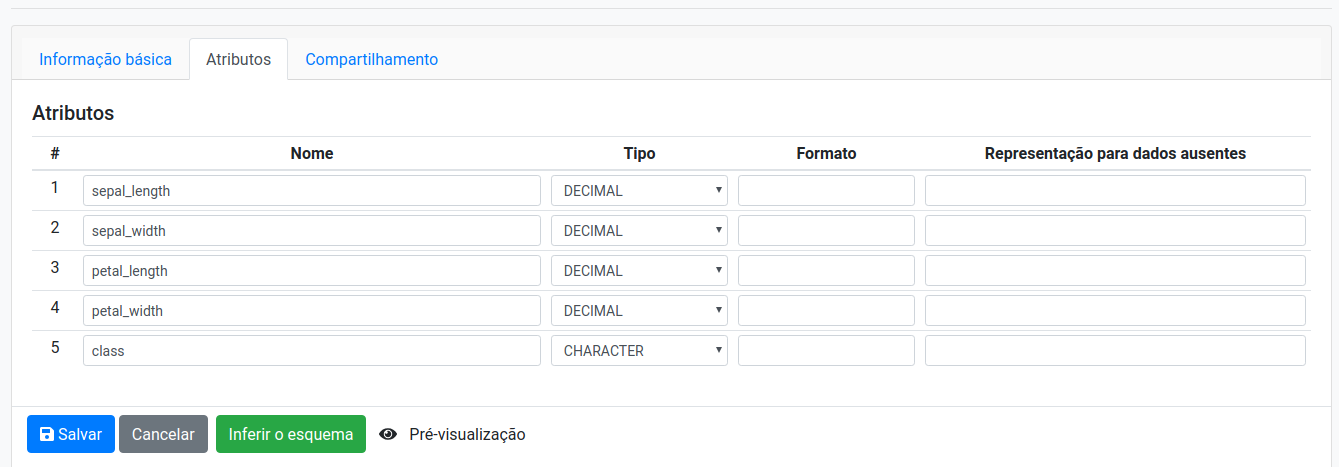 Informação básica Atributos Compartilhamento
Atributos
# Nome Tipo Formato Representação para dados ausentes
1 sepal_length DECIMAL
2 sepal_width DECIMAL
3 petal_length DECIMAL
4 petal_width DECIMAL
5 class CHARACTER
Salvar Cancelar Inferir o esquema Pré-visualização